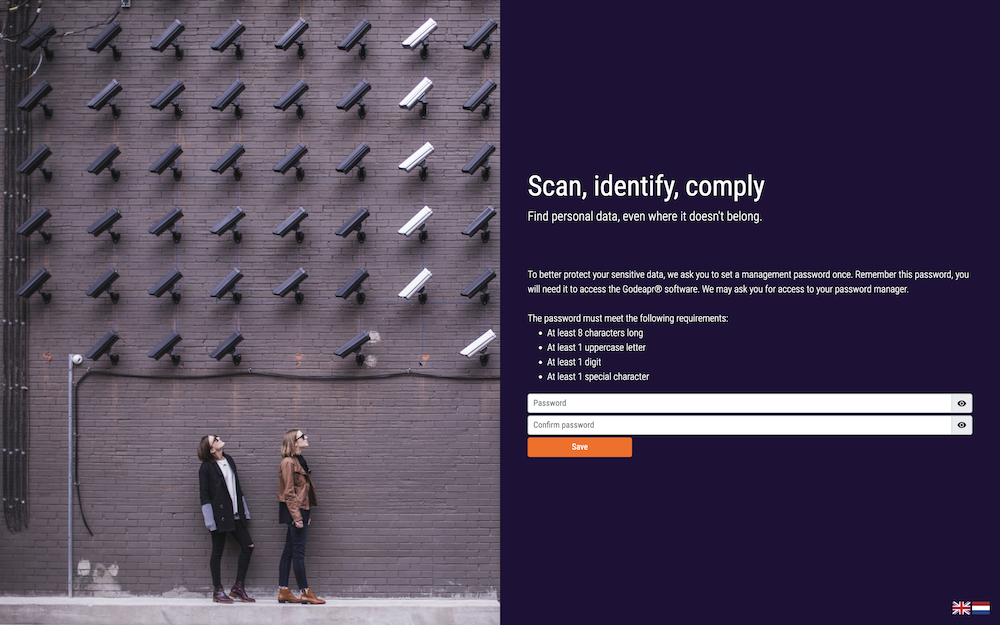 Scan, identify, comply
Find personal data, even where it doesn't belong.
To better protect your sensitive data, we ask you to set a management password once. Remember this password, you
will need it to access the Godeapr® software. We may ask you for access to your password manager.
The password must meet the following requirements:
• At least 8 characters long
• At least 1 uppercase letter
• At least 1 digit
• At least 1 special character
Password
Confirm password
Save